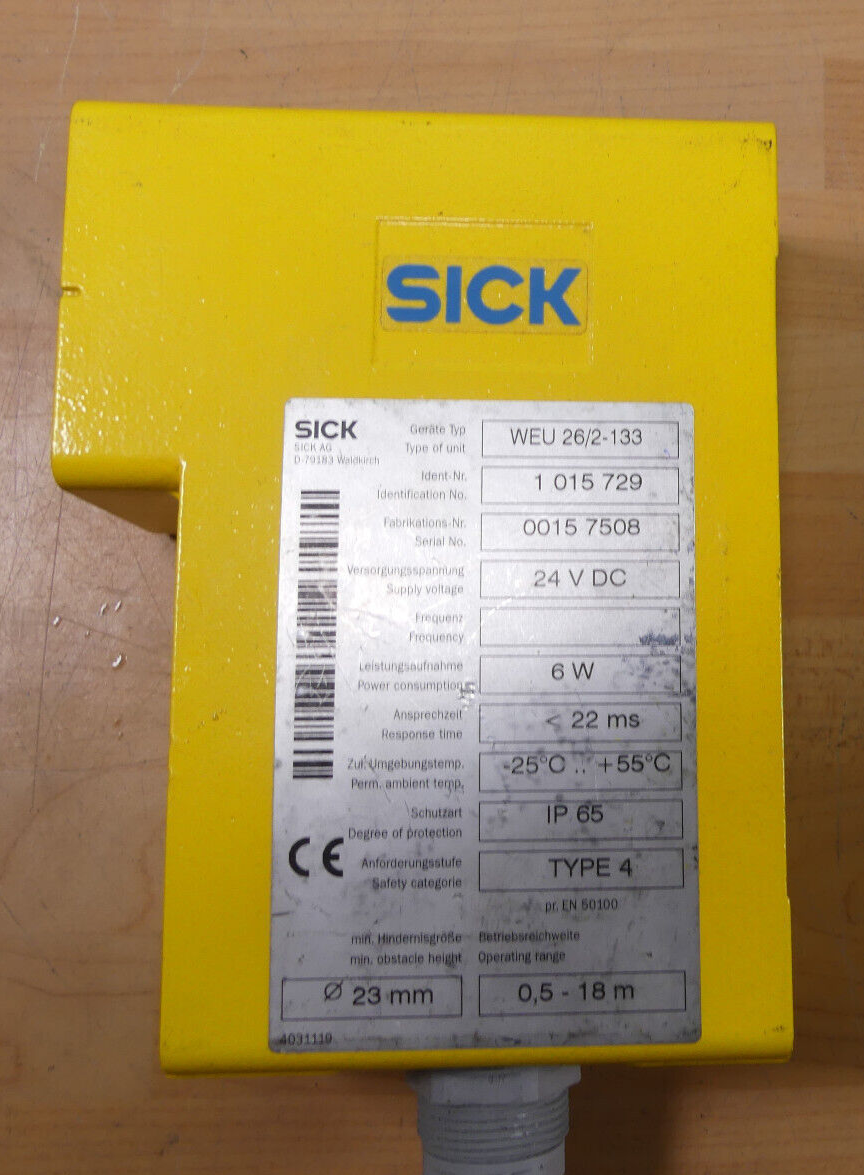 SICK
SICK
SICK AG
D-79183 Waldkirch
Geräte Typ
Type of unit
WEU 26/2-133
Ident-Nr.
Identification No.
1 015 729
Fabrikations-Nr.
Serial No.
0015 7508
Versorgungsspannung
Supply voltage
24 V DC
Frequenz
Frequency
Leistungsaufnahme
Power consumption
6 W
Ansprechzeit
Response time
< 22 ms
Zul. Umgebungstemp.
Perm. ambient temp.
-25°C .. +55°C
Schutzart
Degree of protection
IP 65
CE
Anforderungsstufe
Safety categorie
TYPE 4
pr. EN 50100
min. Hindernisgröße
min. obstacle height
Betriebsreichweite
Operating range
Ø 23 mm
0,5 - 18 m
4031119